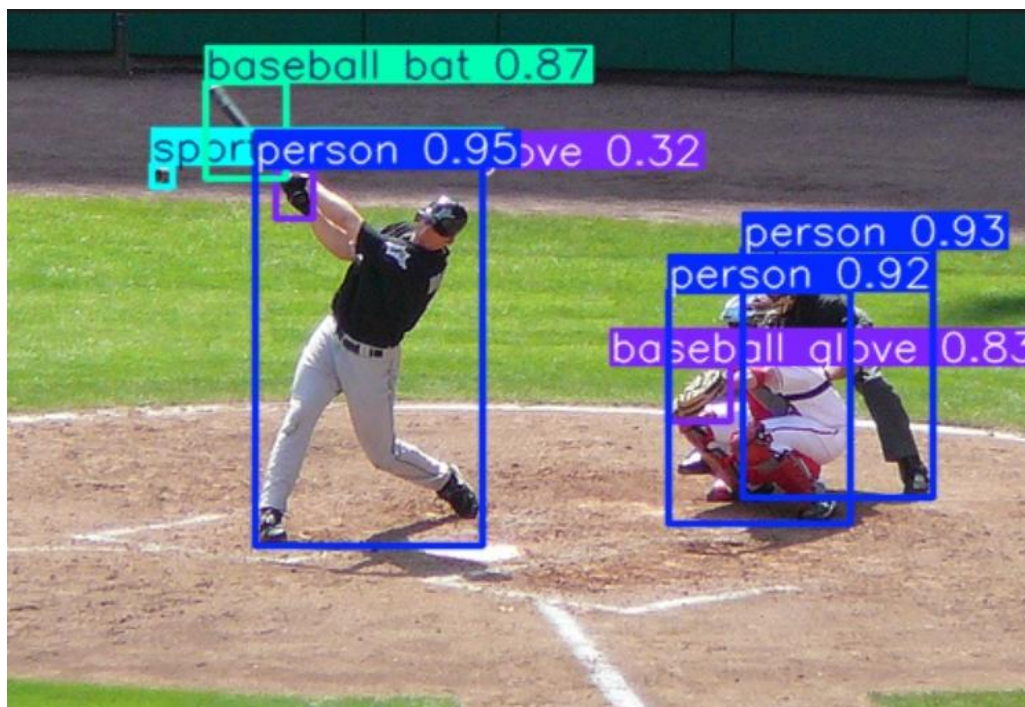 baseball bat 0.87
spor
person 0.95
ove 0.32
person 0.93
person 0.92
baseball glove 0.83